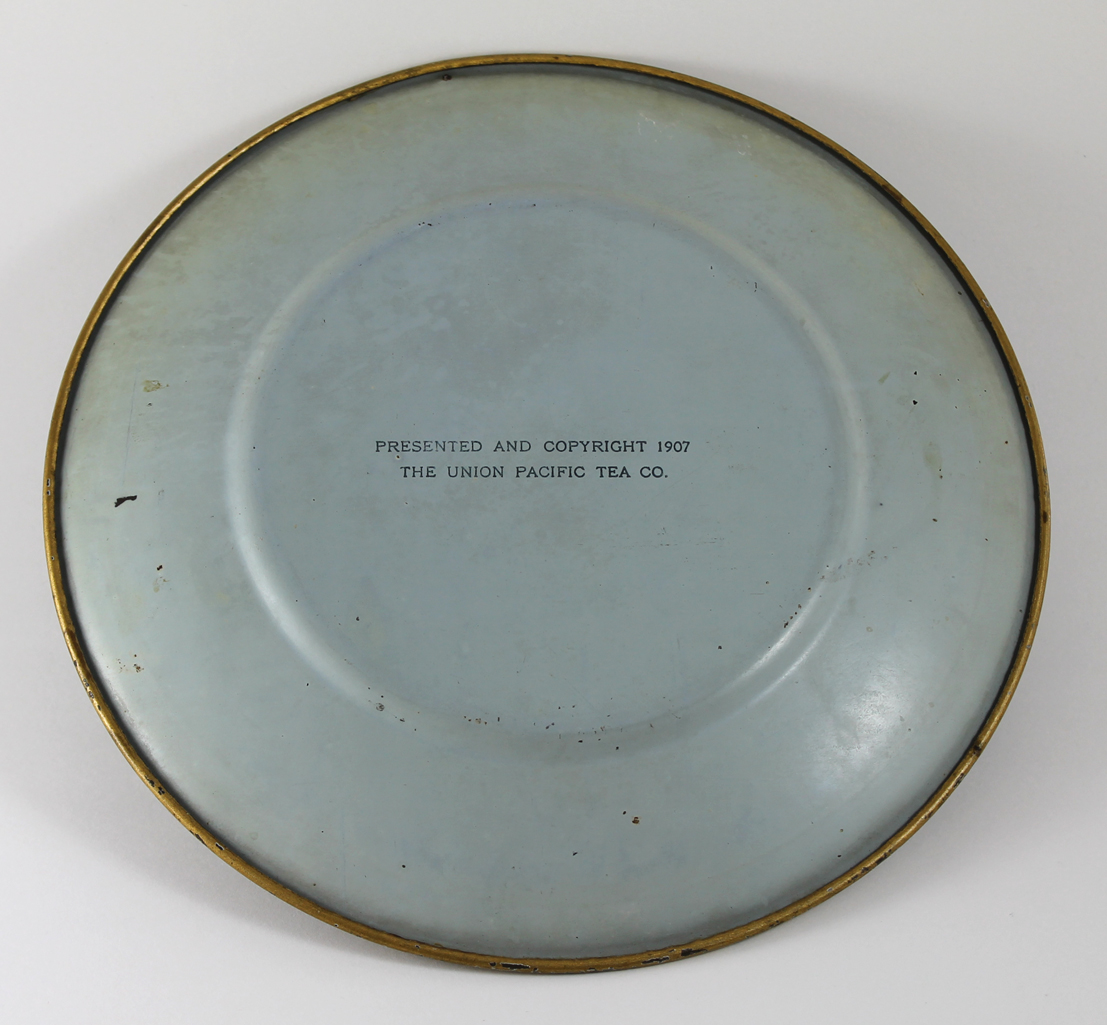 PRESENTED AND COPYRIGHT 1907
THE UNION PACIFIC TEA CO.